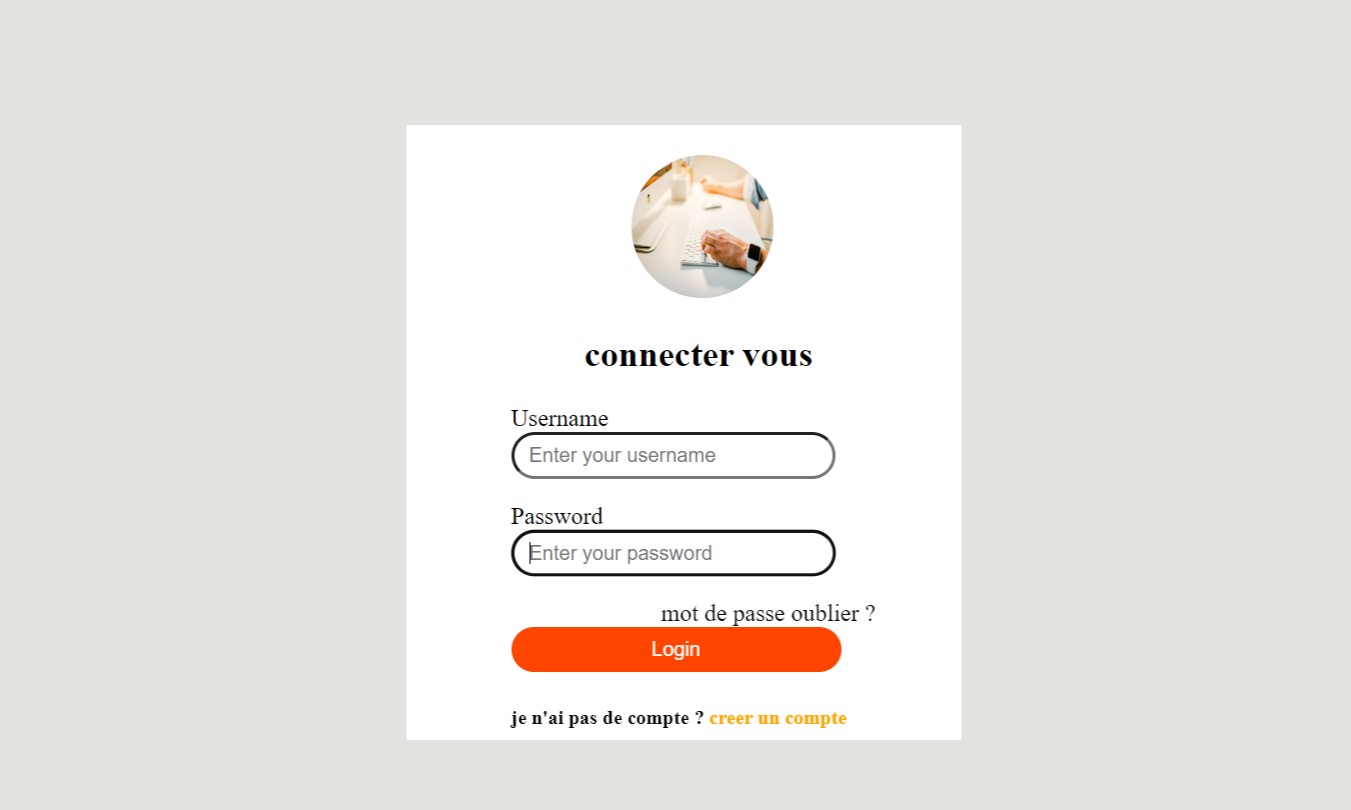 connecter vous
Username
Enter your username
Password
Enter your password
mot de passe oublier ?
Login
je n'ai pas de compte ? creer un compte